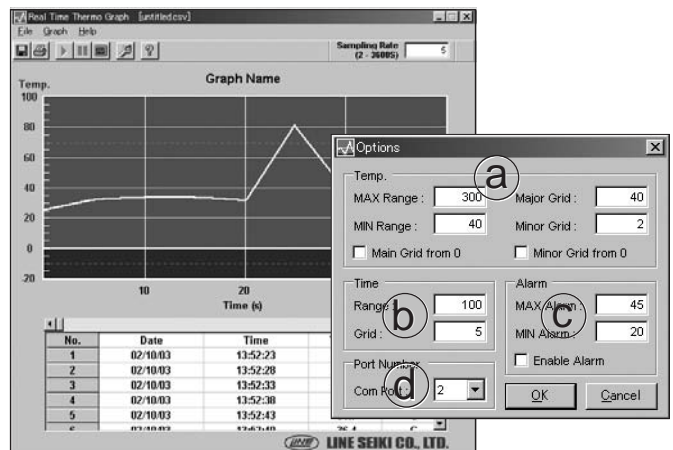 Real Time Thermo Graph [untitled.csv]
File Graph Help
Sampling Rate
(2 - 3600S) 5
Graph Name
Temp.
100
80
60
40
20
0
-20
10 20
Time (s)
No. Date Time
1 02/10/03 13:52:23
2 02/10/03 13:52:28
3 02/10/03 13:52:33
4 02/10/03 13:52:38
5 02/10/03 13:52:43
LINE SEIKI CO., LTD.
Options
Temp. a
MAX Range : 300 Major Grid : 40
MIN Range : 40 Minor Grid : 2
Main Grid from 0 Minor Grid from 0
Time
Range : 100
b
Grid : 5
Alarm
MAX Alarm : 45
c
MIN Alarm : 20
Enable Alarm
Port Number
d
Com Port : 2
OK Cancel